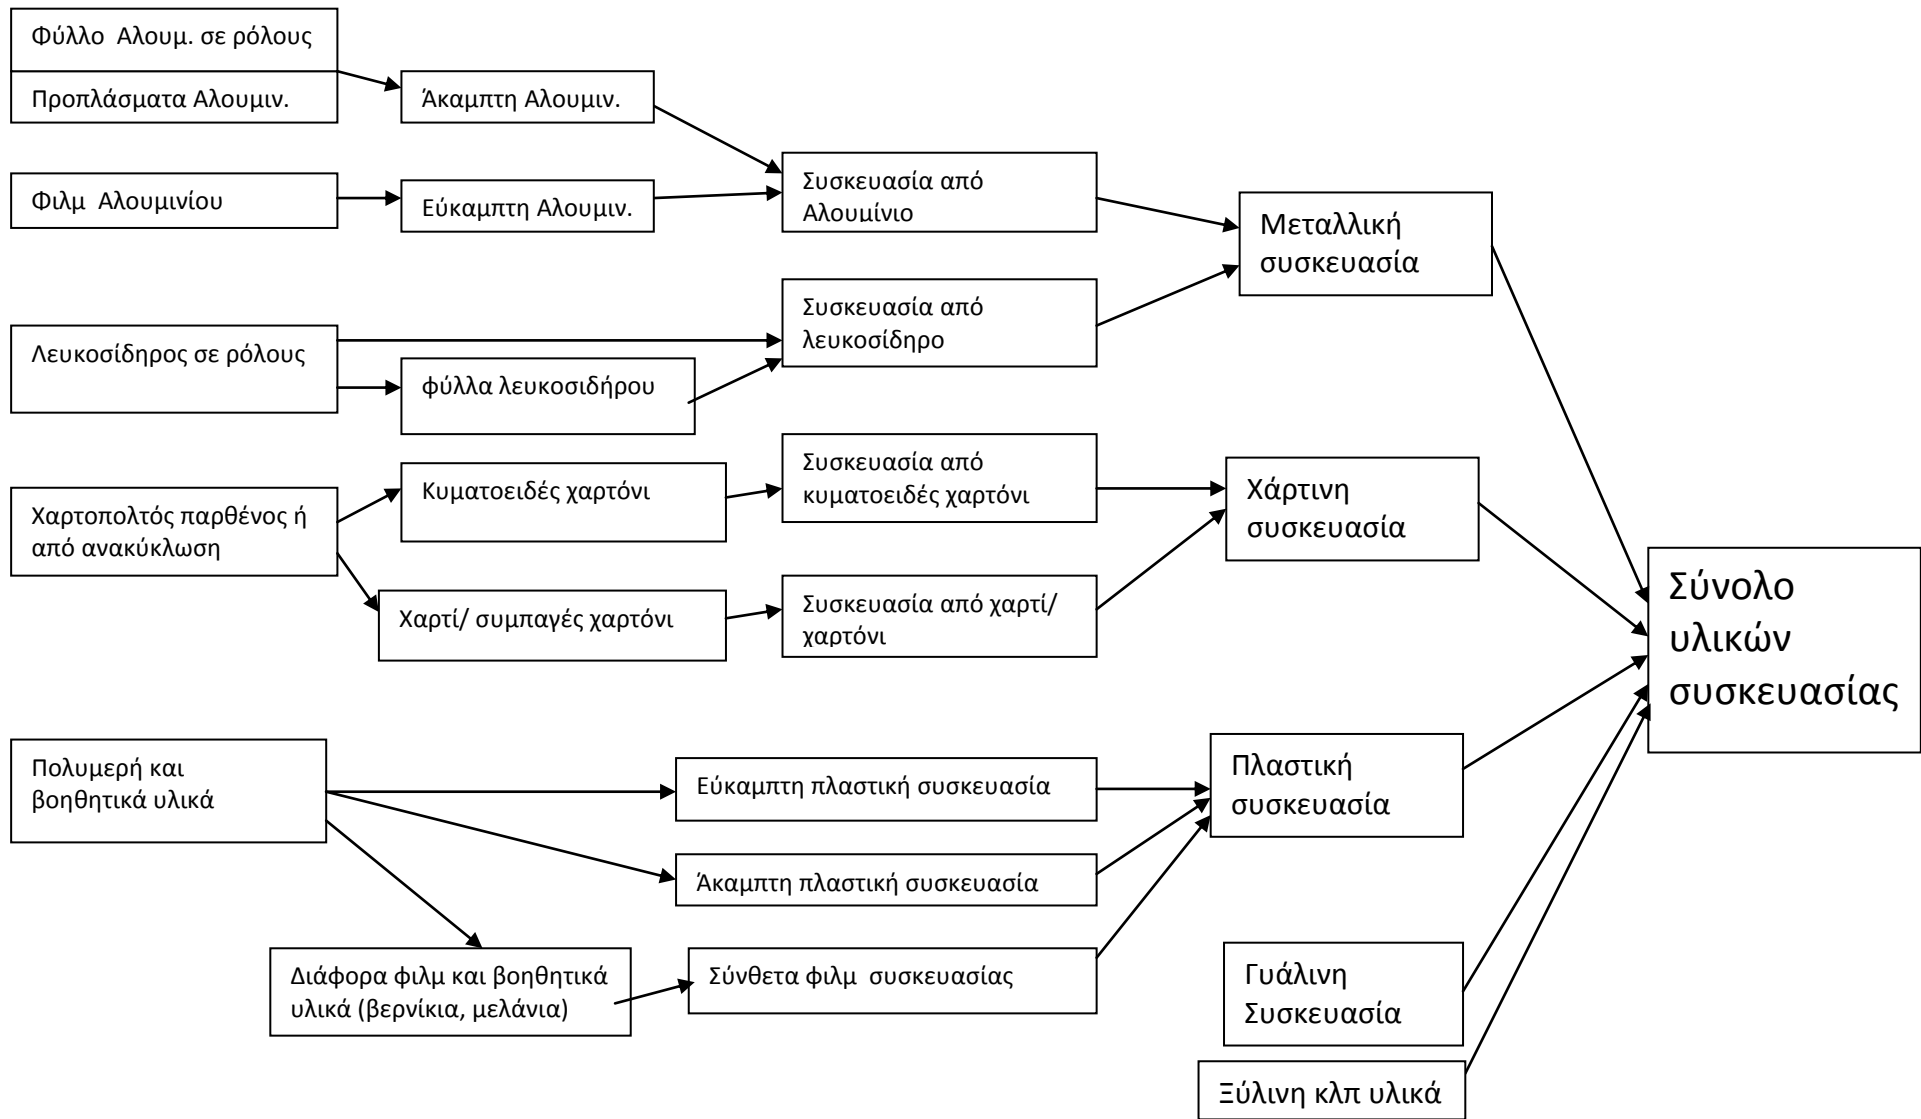 Φύλλο Αλουμ. σε ρόλους
Προπλάσματα Αλουμιν.
Άκαμπτη Αλουμιν.
Φιλμ Αλουμινίου
Εύκαμπτη Αλουμιν.
Συσκευασία από
Αλουμίνιο
Μεταλλική
συσκευασία
Λευκοσίδηρος σε ρόλους
φύλλα λευκοσιδήρου
Συσκευασία από
λευκοσίδηρο
Χαρτοπολτός παρθένος ή
από ανακύκλωση
Κυματοειδές χαρτόνι
Συσκευασία από
κυματοειδές χαρτόνι
Χαρτί/ συμπαγές χαρτόνι
Συσκευασία από χαρτί/
χαρτόνι
Χάρτινη
συσκευασία
Σύνολο
υλικών
συσκευασίας
Πολυμερή και
βοηθητικά υλικά
Εύκαμπτη πλαστική συσκευασία
Άκαμπτη πλαστική συσκευασία
Διάφορα φιλμ και βοηθητικά
υλικά (βερνίκια, μελάνια)
Σύνθετα φιλμ συσκευασίας
Πλαστική
συσκευασία
Γυάλινη
Συσκευασία
Ξύλινη κλπ υλικά